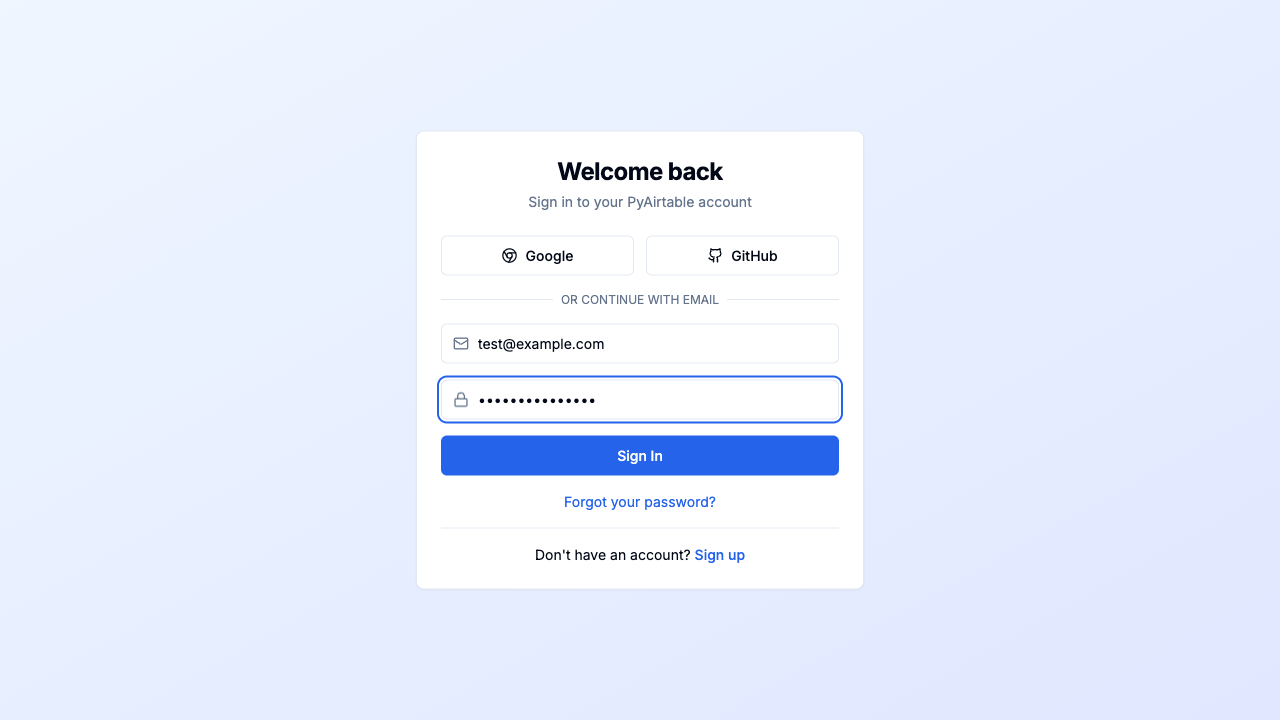 Welcome back
Sign in to your PyAirtable account
Google
GitHub
OR CONTINUE WITH EMAIL
test@example.com
•••••••••••••••
Sign In
Forgot your password?
Don't have an account? Sign up